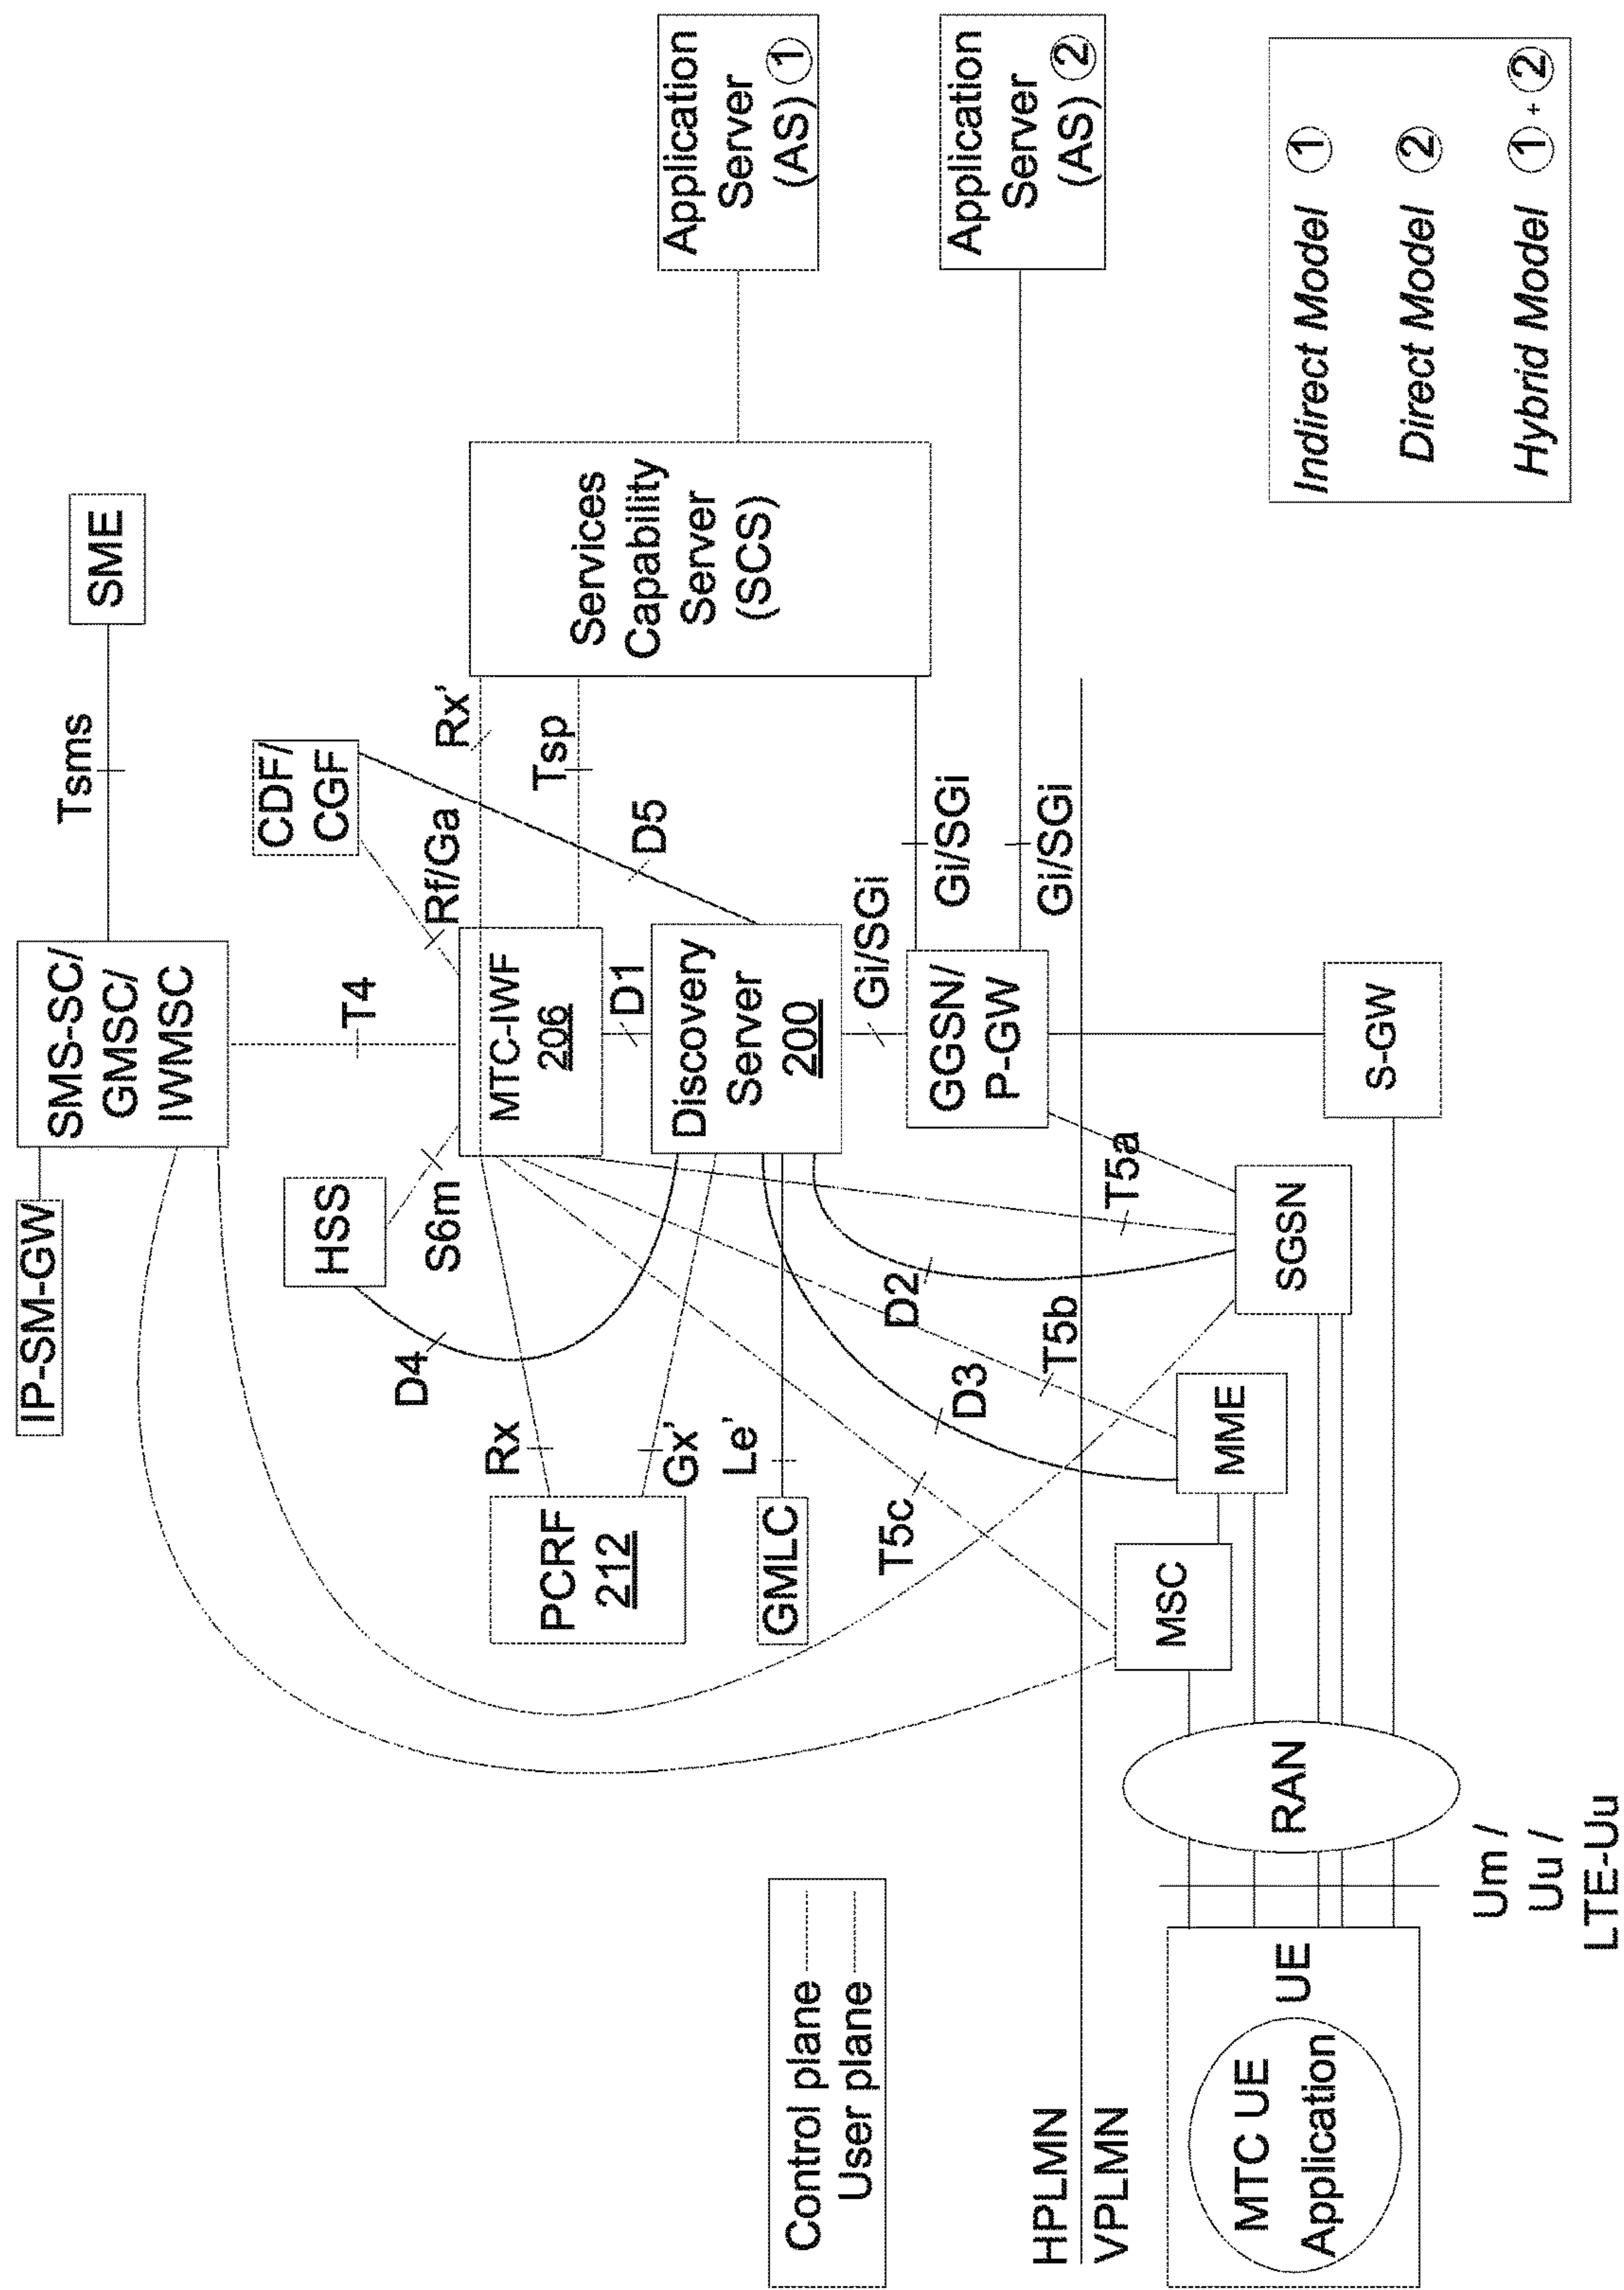 IP-SM-GW
SMS-SC/
GMSC/
IWMSC
Tsms
SME
T4
HSS
S6m
CDF/
CGF
Rf/Ga
Rx'
Tsp
D5
D4
MTC-IWF
206
D1
Services
Capability
Server
(SCS)
Application
Server
(AS) 1
Rx
PCRF
212
Gx'
Le'
GMLC
Discovery
Server
200
Gi/SGi
Gi/SGi
Gi/SGi
GGSN/
P-GW
Application
Server
(AS) 2
D2
D3
T5a
T5b
T5c
Control plane
User plane
HPLMN
VPLMN
MSC
MME
SGSN
S-GW
RAN
MTC UE
Application
UE
Um /
Uu /
LTE-Uu
Indirect Model 1
Direct Model 2
Hybrid Model 1 + 2